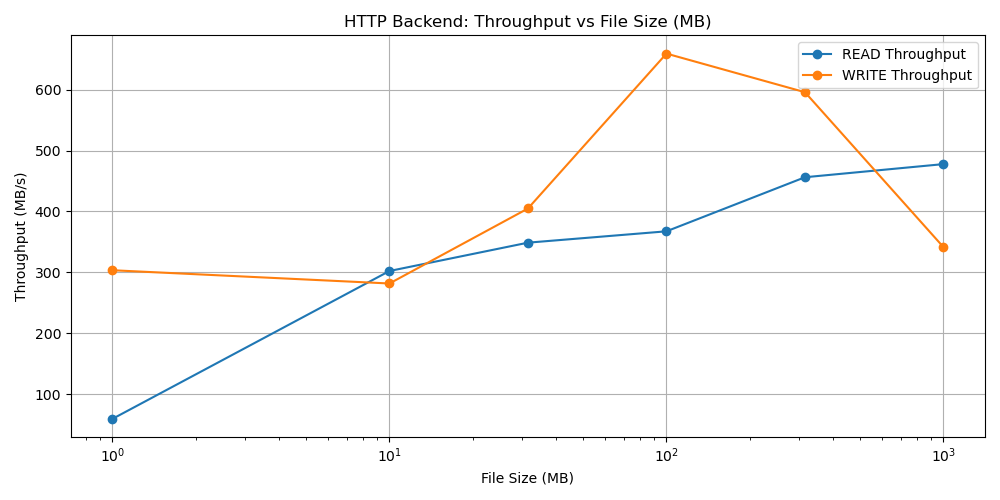 HTTP Backend: Throughput vs File Size (MB)
READ Throughput
WRITE Throughput
Throughput (MB/s)
600
500
400
300
200
100
10⁰
10¹
10²
10³
File Size (MB)